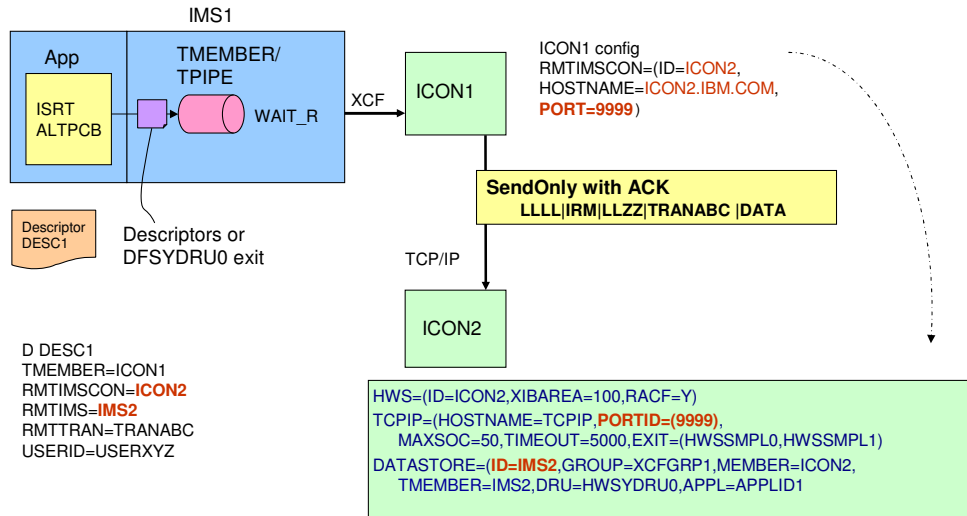 IMS1
App
ISRT
ALTPCB
TMEMBER/
TPIPE
WAIT_R
XCF
ICON1
ICON1 config
RMTIMSCON=(ID=ICON2,
HOSTNAME=ICON2.IBM.COM,
PORT=9999)
SendOnly with ACK
LLLL|IRM|LLZZ|TRANABC |DATA
Descriptor
DESC1
Descriptors or
DFSYDRU0 exit
TCP/IP
ICON2
D DESC1
TMEMBER=ICON1
RMTIMSCON=ICON2
RMTIMS=IMS2
RMTTRAN=TRANABC
USERID=USERXYZ
HWS=(ID=ICON2,XIBAREA=100,RACF=Y)
TCPIP=(HOSTNAME=TCPIP,PORTID=(9999),
MAXSOC=50,TIMEOUT=5000,EXIT=(HWSSMPL0,HWSSMPL1)
DATASTORE=(ID=IMS2,GROUP=XCFGRP1,MEMBER=ICON2,
TMEMBER=IMS2,DRU=HWSYDRU0,APPL=APPLID1